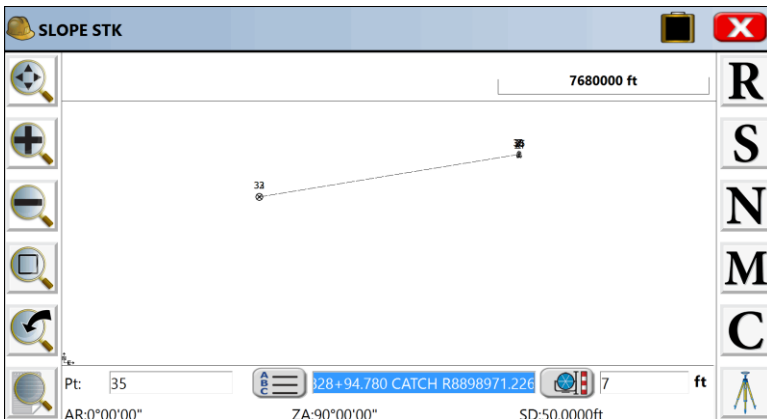 SLOPE STK
X
7680000 ft
R
S
N
M
C
Pt: 35
A
B
C
328+94.780 CATCH R8898971.226
7 ft
AR:0°00'00" ZA:90°00'00" SD:50.0000ft